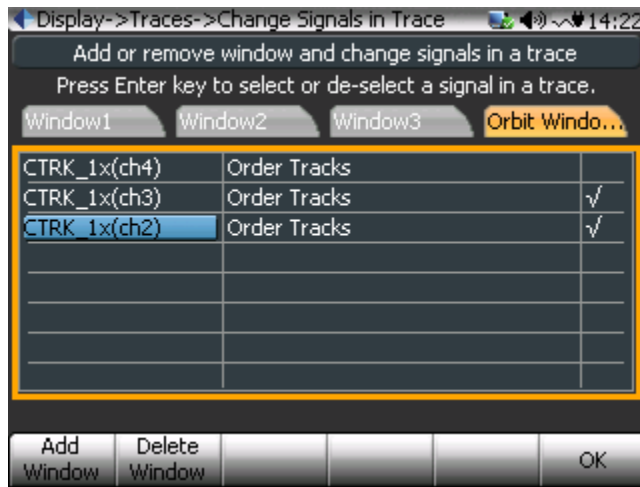 Display->Traces->Change Signals in Trace 14:22
Add or remove window and change signals in a trace
Press Enter key to select or de-select a signal in a trace.
Window1 Window2 Window3 Orbit Windo...
CTRK_1x(ch4) Order Tracks
CTRK_1x(ch3) Order Tracks √
CTRK_1x(ch2) Order Tracks √
Add Window Delete Window OK